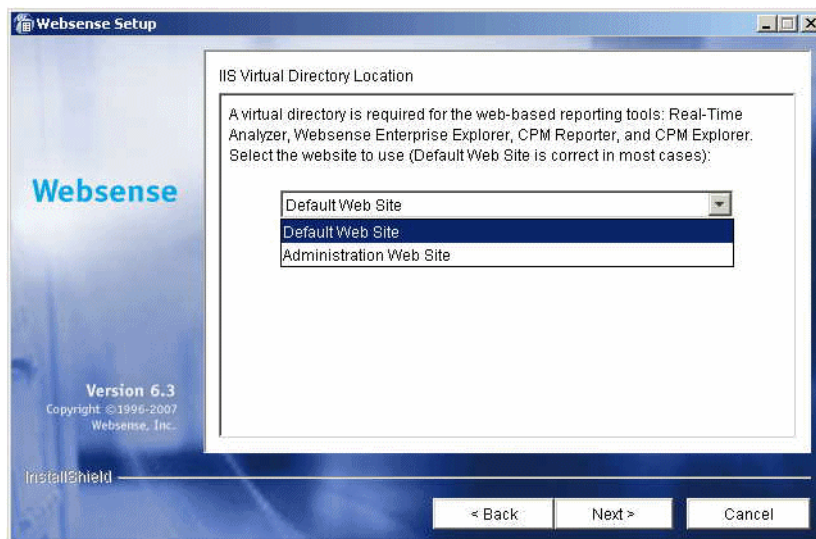 Websense Setup
IIS Virtual Directory Location
A virtual directory is required for the web-based reporting tools: Real-Time
Analyzer, Websense Enterprise Explorer, CPM Reporter, and CPM Explorer.
Select the website to use (Default Web Site is correct in most cases):
Websense
Default Web Site
Default Web Site
Administration Web Site
Version 6.3
Copyright ©1996-2007
Websense, Inc.
InstallShield
< Back
Next >
Cancel